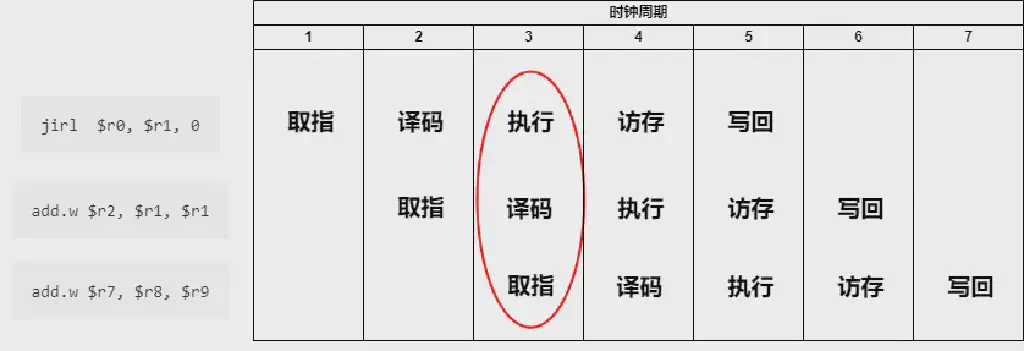 时钟周期
1 2 3 4 5 6 7
jirl $r0, $r1, 0 取指 译码 执行 访存 写回
add.w $r2, $r1, $r1 取指 译码 执行 访存 写回
add.w $r7, $r8, $r9 取指 译码 执行 访存 写回